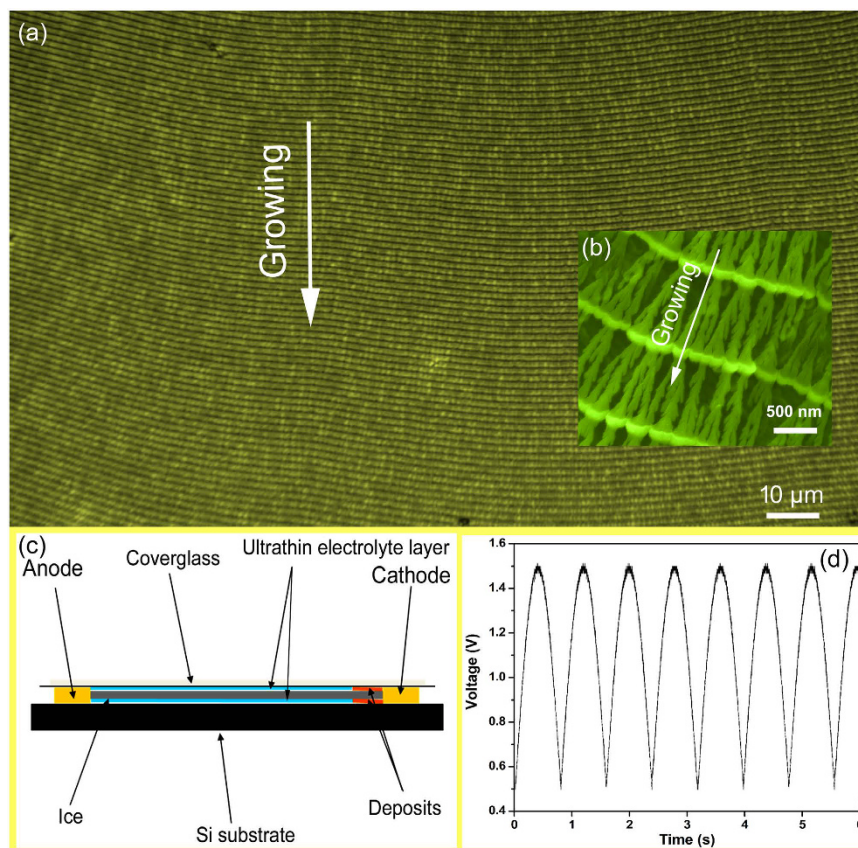 (a)
Growing
(b)
Growing
500 nm
10 µm
(c)
Anode
Coverglass
Ultrathin electrolyte layer
Cathode
Ice
Si substrate
Deposits
(d)
Voltage (V)
1.6
1.4
1.2
1.0
0.8
0.6
0.4
0 1 2 3 4 5 6
Time (s)